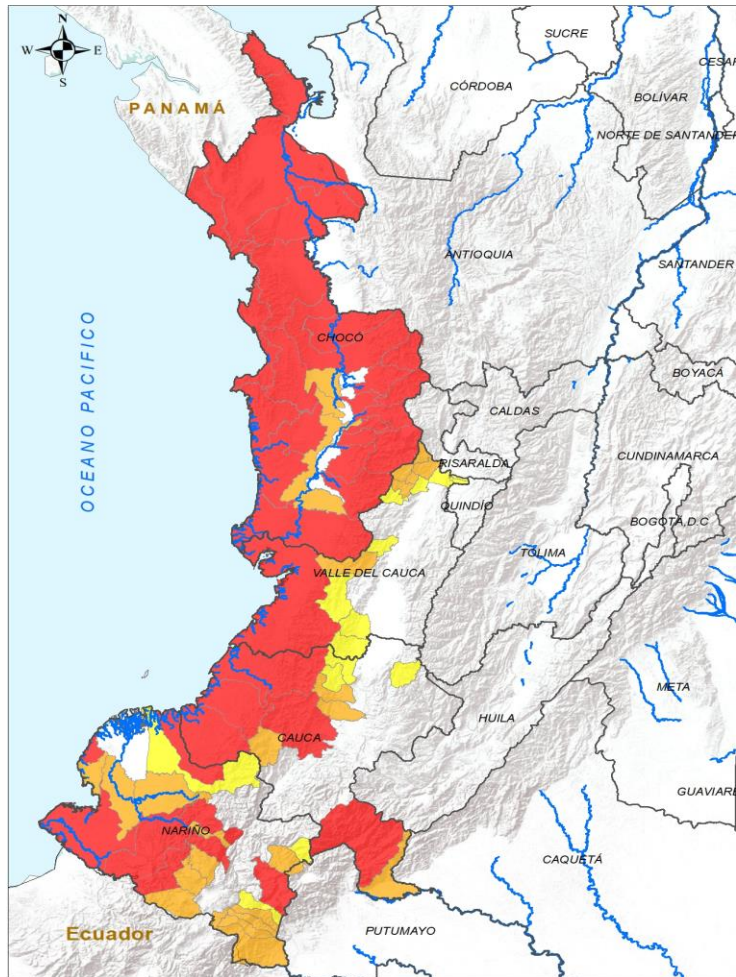 N
W E
S
SUCRE
CESAR
CÓRDOBA
BOLÍVAR
PANAMÁ
NORTE DE SANTANDER
ANTIOQUIA
SANTANDER
OCEANO PACIFICO
CHOCÓ
BOYACÁ
CALDAS
CUNDINAMARCA
RISARALDA
QUINDÍO
BOGOTÁ, D.C
TOLIMA
VALLE DEL CAUCA
META
HUILA
CAUCA
GUAVIARE
NARIÑO
CAQUETÁ
PUTUMAYO
Ecuador